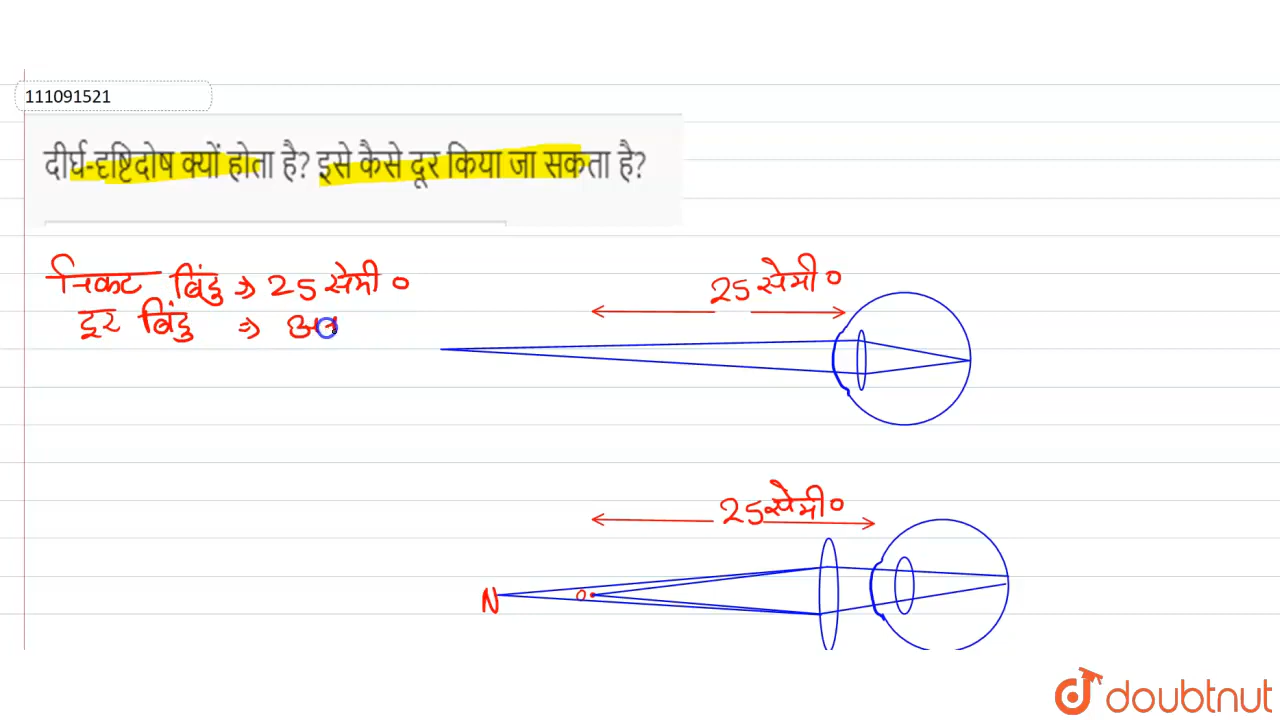 111091521
दीर्घ-दृष्टिदोष क्यों होता है? इसे कैसे दूर किया जा सकता है?
निकट बिंदु ⇒ 25 सेमी०
दूर बिंदु ⇒
25 सेमी०
25 सेमी०
N
O
doubtnut